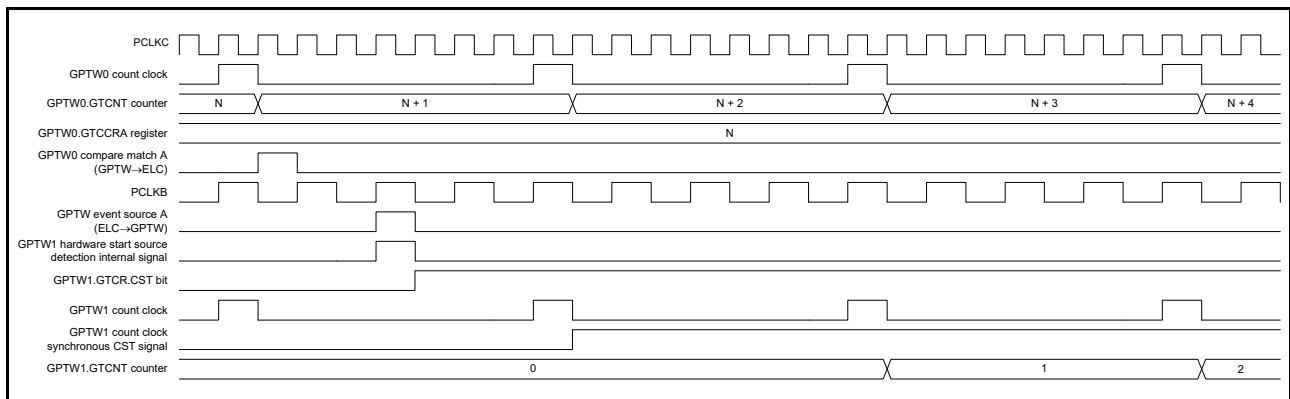 PCLKC
GPTW0 count clock
GPTW0.GTCNT counter
N
N + 1
N + 2
N + 3
N + 4
GPTW0.GTCCRA register
N
GPTW0 compare match A
(GPTW→ELC)
PCLKB
GPTW event source A
(ELC→GPTW)
GPTW1 hardware start source
detection internal signal
GPTW1.GTCR.CST bit
GPTW1 count clock
GPTW1 count clock
synchronous CST signal
GPTW1.GTCNT counter
0
1
2